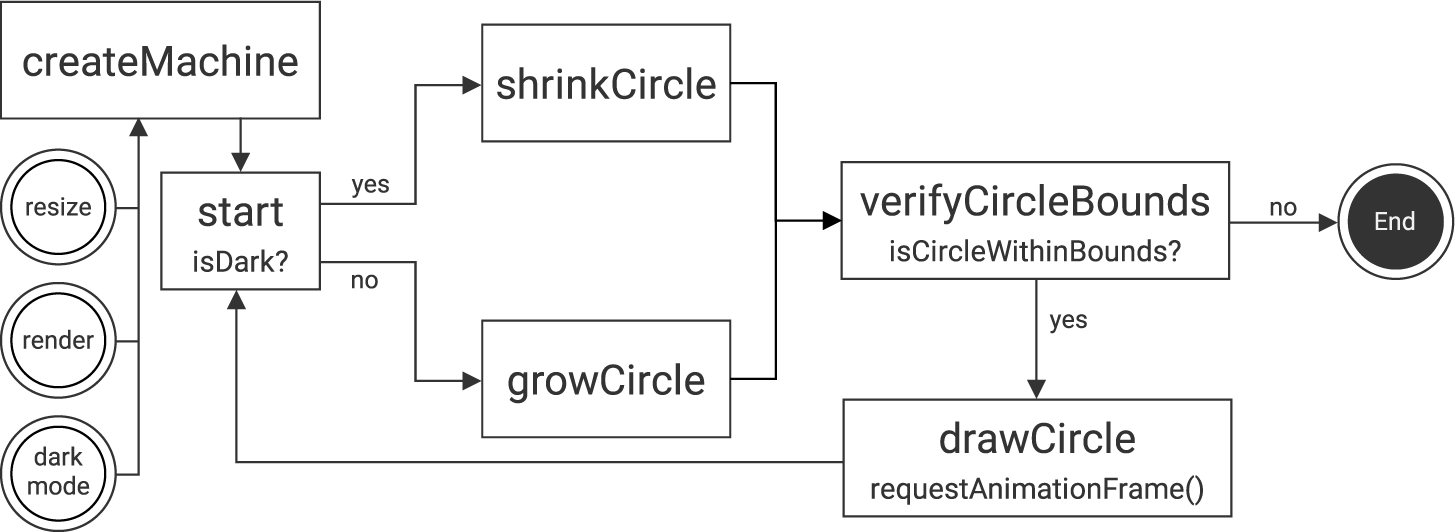 createMachine
resize
render
dark
mode
start
isDark?
yes
no
shrinkCircle
growCircle
verifyCircleBounds
isCircleWithinBounds?
no
End
yes
drawCircle
requestAnimationFrame()